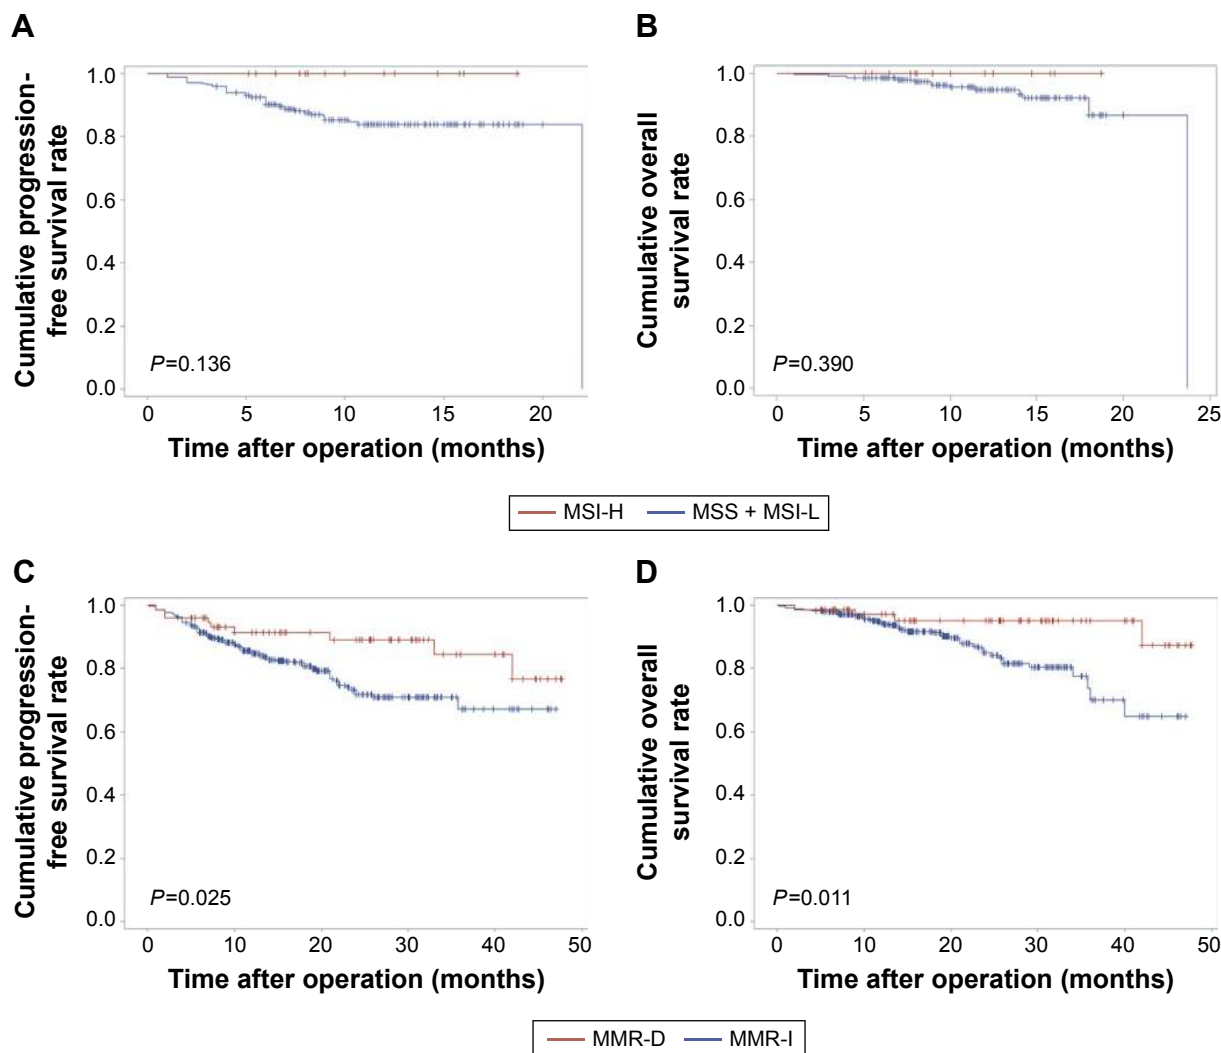 A
Cumulative progression-
free survival rate
1.0
0.8
0.6
0.4
0.2
0.0
P=0.136
0 5 10 15 20
Time after operation (months)
B
Cumulative overall
survival rate
1.0
0.8
0.6
0.4
0.2
0.0
P=0.390
0 5 10 15 20 25
Time after operation (months)
MSI-H MSS + MSI-L
C
Cumulative progression-
free survival rate
1.0
0.8
0.6
0.4
0.2
0.0
P=0.025
0 10 20 30 40 50
Time after operation (months)
D
Cumulative overall
survival rate
1.0
0.8
0.6
0.4
0.2
0.0
P=0.011
0 10 20 30 40 50
Time after operation (months)
MMR-D MMR-I